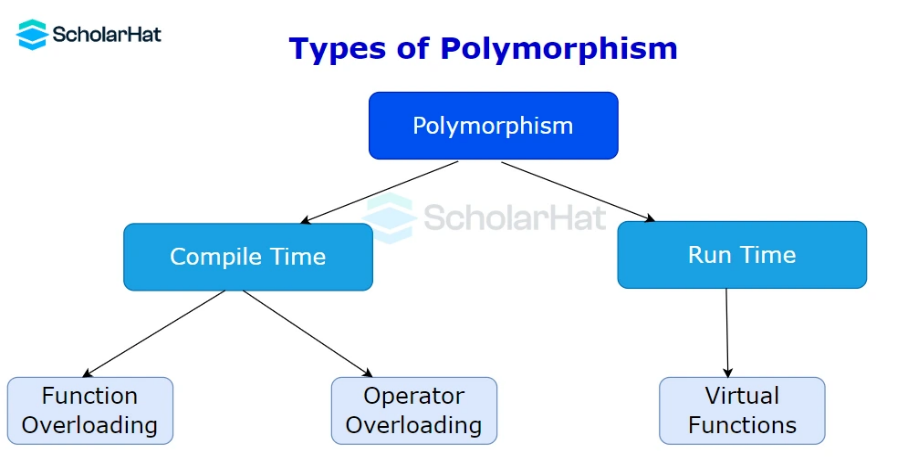 ScholarHat
Types of Polymorphism
Polymorphism
ScholarHat
Compile Time
Run Time
Function
Overloading
Operator
Overloading
Virtual
Functions